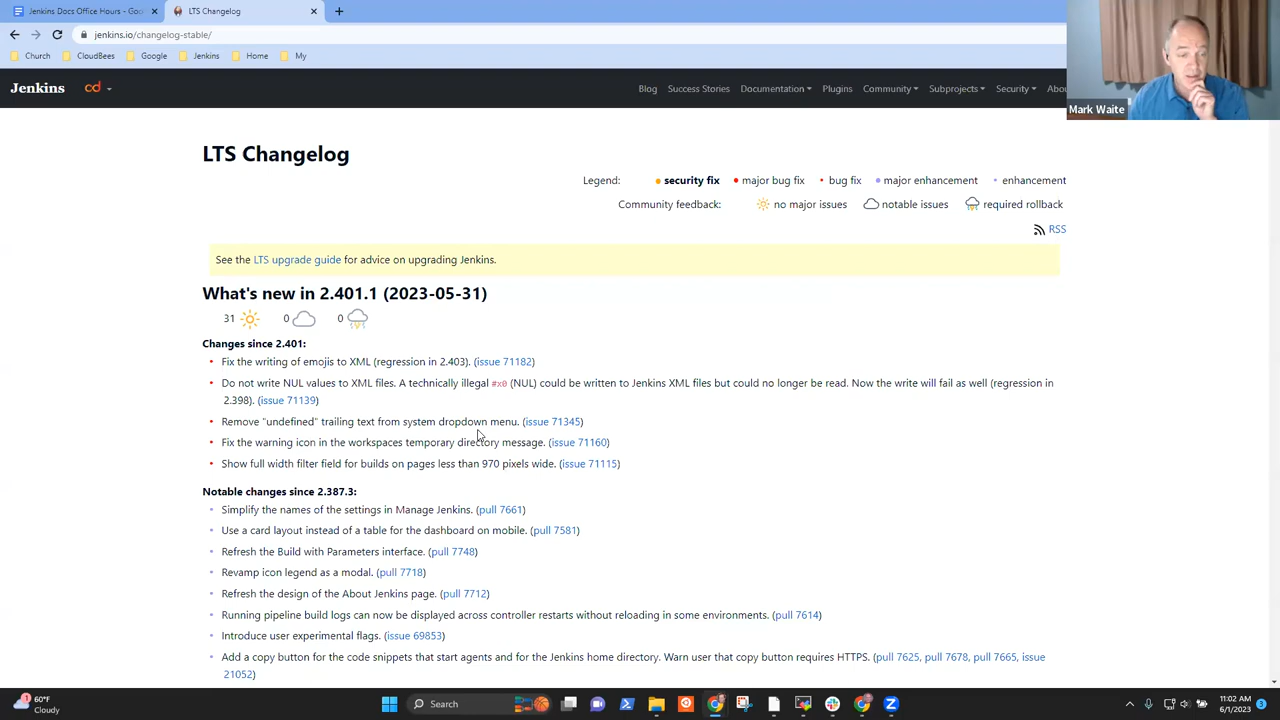 Jenkins Docs Office Hours - Goo
LTS Changelog
jenkins.io/changelog-stable/
Church
CloudBees
Google
Jenkins
Home
My
Jenkins
cd
Blog
Success Stories
Documentation
Plugins
Community
Subprojects
Security
Abou
Mark Waite
LTS Changelog
Legend: security fix major bug fix bug fix major enhancement enhancement
Community feedback: no major issues notable issues required rollback
RSS
See the LTS upgrade guide for advice on upgrading Jenkins.
What's new in 2.401.1 (2023-05-31)
31 0 0
Changes since 2.401:
Fix the writing of emojis to XML (regression in 2.403). (issue 71182)
Do not write NUL values to XML files. A technically illegal #x0 (NUL) could be written to Jenkins XML files but could no longer be read. Now the write will fail as well (regression in
2.398). (issue 71139)
Remove "undefined" trailing text from system dropdown menu. (issue 71345)
Fix the warning icon in the workspaces temporary directory message. (issue 71160)
Show full width filter field for builds on pages less than 970 pixels wide. (issue 71115)
Notable changes since 2.387.3:
Simplify the names of the settings in Manage Jenkins. (pull 7661)
Use a card layout instead of a table for the dashboard on mobile. (pull 7581)
Refresh the Build with Parameters interface. (pull 7748)
Revamp icon legend as a modal. (pull 7718)
Refresh the design of the About Jenkins page. (pull 7712)
Running pipeline build logs can now be displayed across controller restarts without reloading in some environments. (pull 7614)
Introduce user experimental flags. (issue 69853)
Add a copy button for the code snippets that start agents and for the Jenkins home directory. Warn user that copy button requires HTTPS. (pull 7625, pull 7678, pull 7665, issue
21052)
1
60°F
Cloudy
Search
11:02 AM
6/1/2023
3